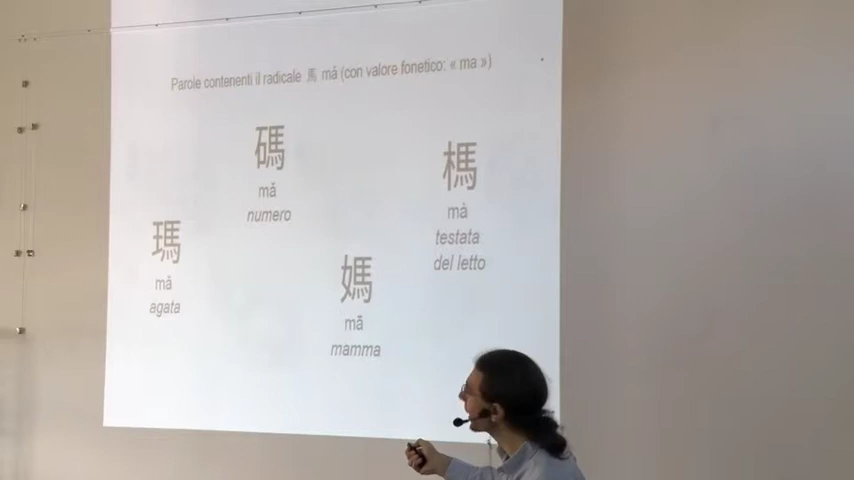 Parole contenenti il radicale 馬 mǎ (con valore fonetico: « ma »)
碼
mǎ
numero
榪
mà
testata
del letto
瑪
mǎ
agata
媽
mā
mamma